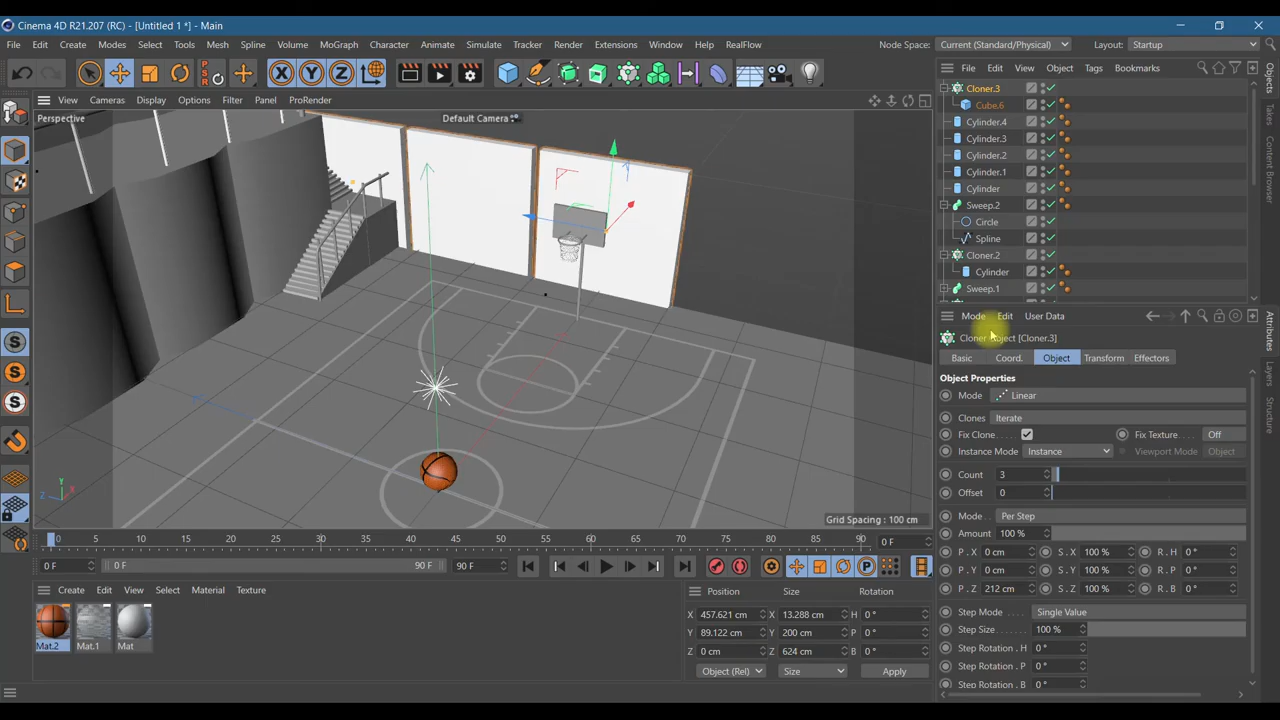 Cinema 4D R21.207 (RC) - [Untitled 1 *] - Main
File Edit Create Modes Select Tools Mesh Spline Volume MoGraph Character Animate Simulate Tracker Render Extensions Window Help RealFlow Node Space: Current (Standard/Physical) Layout: Startup
File Edit View Object Tags Bookmarks
View Cameras Display Options Filter Panel ProRender
Perspective
Default Camera
Cloner.3
Cube.6
Cylinder.4
Cylinder.3
Cylinder.2
Cylinder.1
Cylinder
Sweep.2
Circle
Spline
Cloner.2
Cylinder
Sweep.1
Objects
Takes
Content Browser
Attributes
Layers
Structure
Mode Edit User Data
Cloner Object [Cloner.3]
Basic Coord. Object Transform Effectors
Object Properties
Mode Linear
Clones Iterate
Fix Clone Fix Texture Off
Instance Mode Instance Viewport Mode Object
Count 3
Offset 0
Mode Per Step
Amount 100 %
P . X 0 cm S . X 100 % R . H 0 °
P . Y 0 cm S . Y 100 % R . P 0 °
P . Z 212 cm S . Z 100 % R . B 0 °
Step Mode Single Value
Step Size 100 %
Step Rotation . H 0 °
Step Rotation . P 0 °
Step Rotation . B 0 °
Grid Spacing : 100 cm
Y
Z X
0 10 20 30 40 50 60 70 80 90 0 F
0 F 0 F 90 F 90 F
Create Edit View Select Material Texture
Mat.2 Mat.1 Mat
Position Size Rotation
X 457.621 cm X 13.288 cm H 0 °
Y 89.122 cm Y 200 cm P 0 °
Z 0 cm Z 624 cm B 0 °
Object (Rel) Size Apply